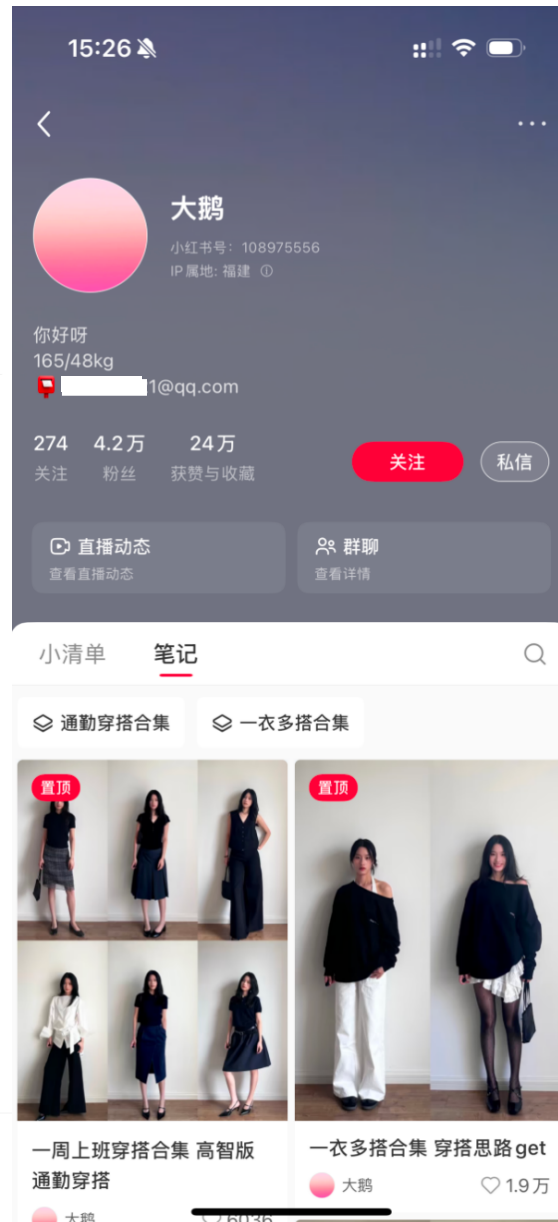 15:26
大鹅
小红书号：108975556
IP属地: 福建
你好呀
165/48kg
1@qq.com
274 4.2万 24万
关注 粉丝 获赞与收藏
关注 私信
直播动态 群聊
查看直播动态 查看详情
小清单 笔记
通勤穿搭合集 一衣多搭合集
置顶 置顶
一周上班穿搭合集 高智版
通勤穿搭
一衣多搭合集 穿搭思路get
大鹅 1.9万
大鹅 6036